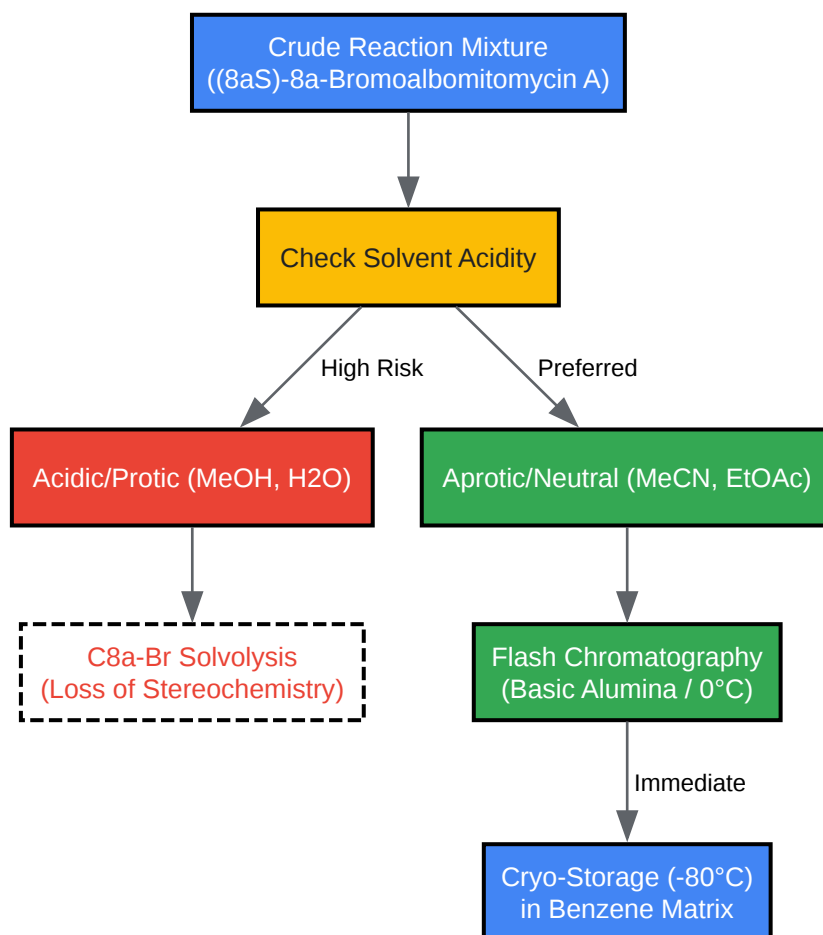 Crude Reaction Mixture
((8aS)-8a-Bromoalbomitomycin A)
Check Solvent Acidity
High Risk
Preferred
Acidic/Protic (MeOH, H2O)
Aprotic/Neutral (MeCN, EtOAc)
C8a-Br Solvolysis
(Loss of Stereochemistry)
Flash Chromatography
(Basic Alumina / 0°C)
Immediate
Cryo-Storage (-80°C)
in Benzene Matrix